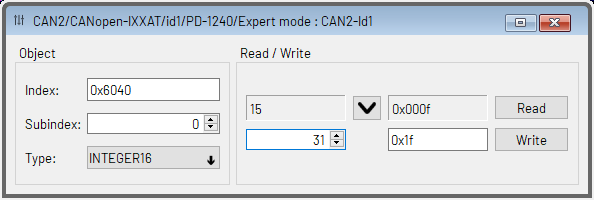 CAN2/CANopen-IXXAT/id1/PD-1240/Expert mode : CAN2-Id1
Object
Read / Write
Index:
0x6040
15
0x000f
Read
Subindex:
0
31
0x1f
Write
Type:
INTEGER16